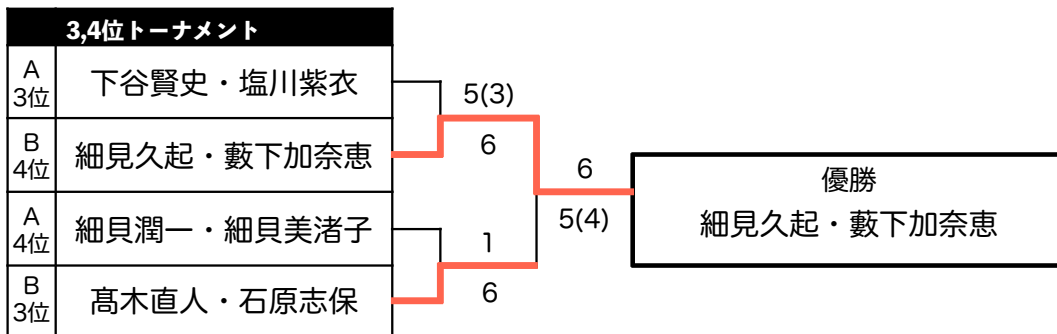 3,4位トーナメント
A
3位
下谷賢史・塩川紫衣
B
4位
細見久起・藪下加奈恵
A
4位
細貝潤一・細貝美渚子
B
3位
髙木直人・石原志保
5(3)
6
1
6
6
5(4)
優勝
細見久起・藪下加奈恵